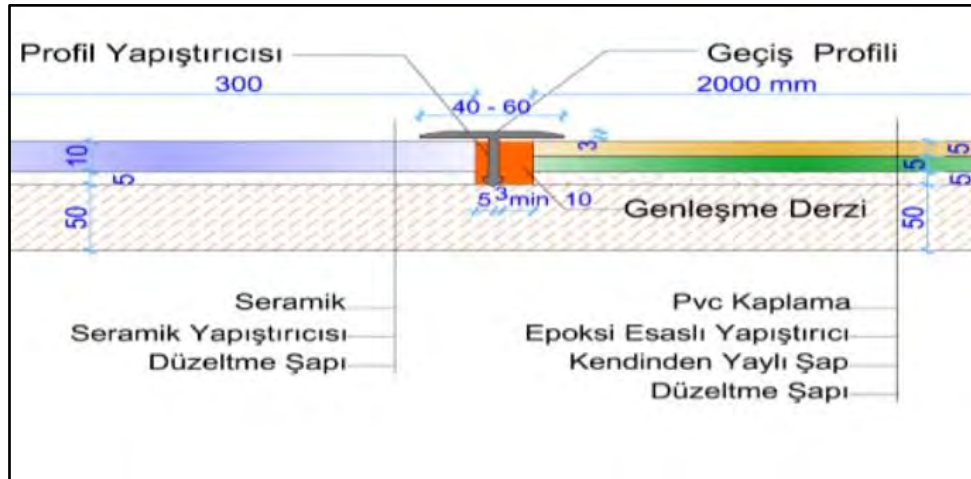 Profil Yapıştırıcısı
Geçiş Profili
300
2000 mm
40 - 60
3
10
5
5
5
5
5
3
min
10
50
50
Genleşme Derzi
Seramik
Seramik Yapıştırıcısı
Düzeltme Şapı
Pvc Kaplama
Epoksi Esaslı Yapıştırıcı
Kendinden Yaylı Şap
Düzeltme Şapı